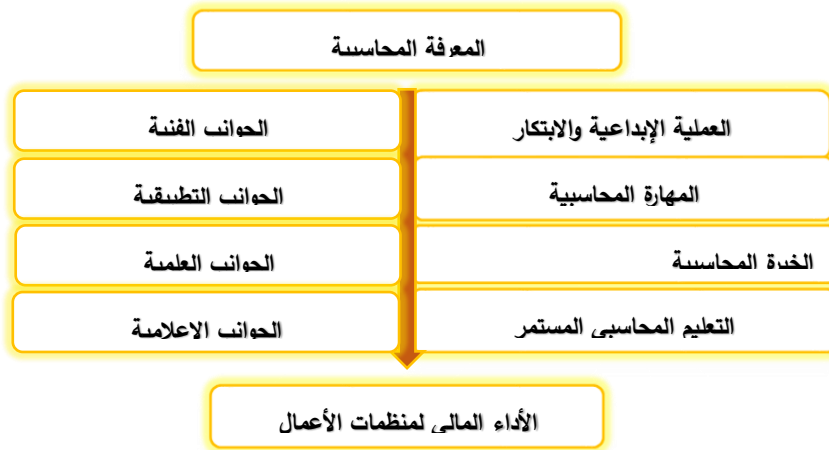 المعرفة المحاسبية
العملية الإبداعية والابتكار
الجوانب الفنية
المهارة المحاسبية
الجوانب التطبيقية
الخبرة المحاسبية
الجوانب العلمية
التعليم المحاسبي المستمر
الجوانب الاعلامية
الأداء المالي لمنظمات الأعمال